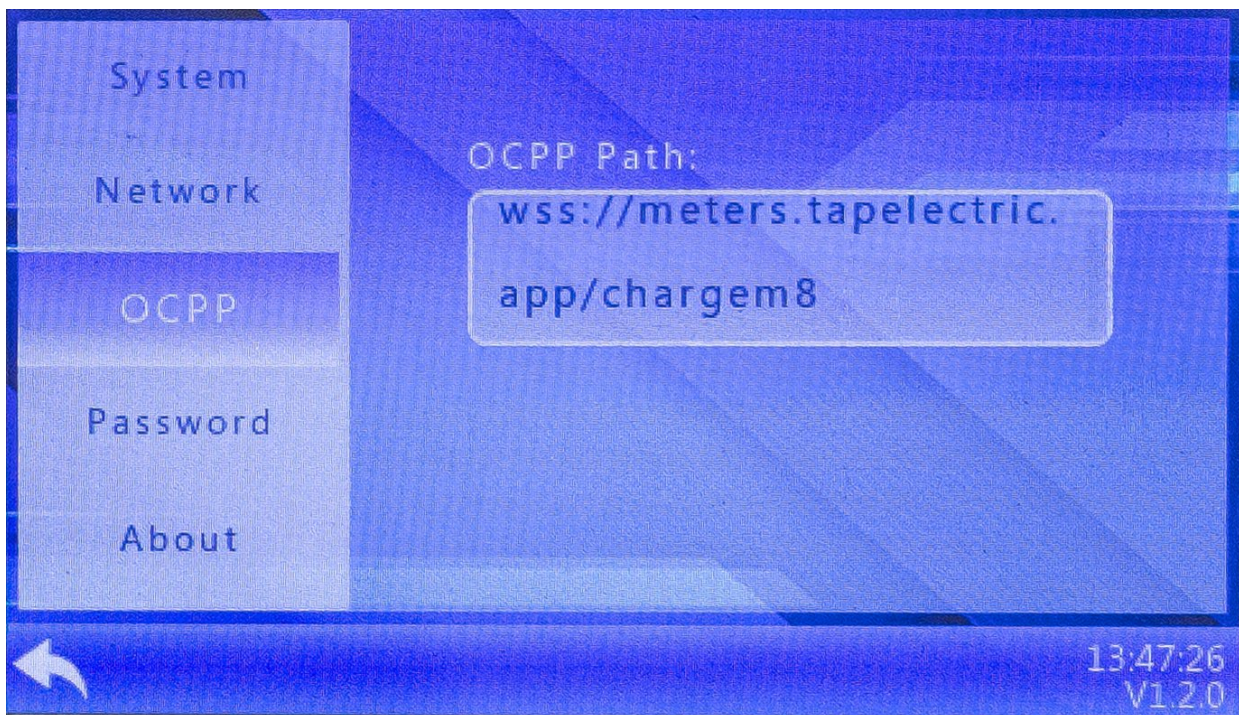 System
Network
OCPP
Password
About
OCPP Path:
wss://meters.tapelectric.
app/chargem8
13:47:26
V1.2.0